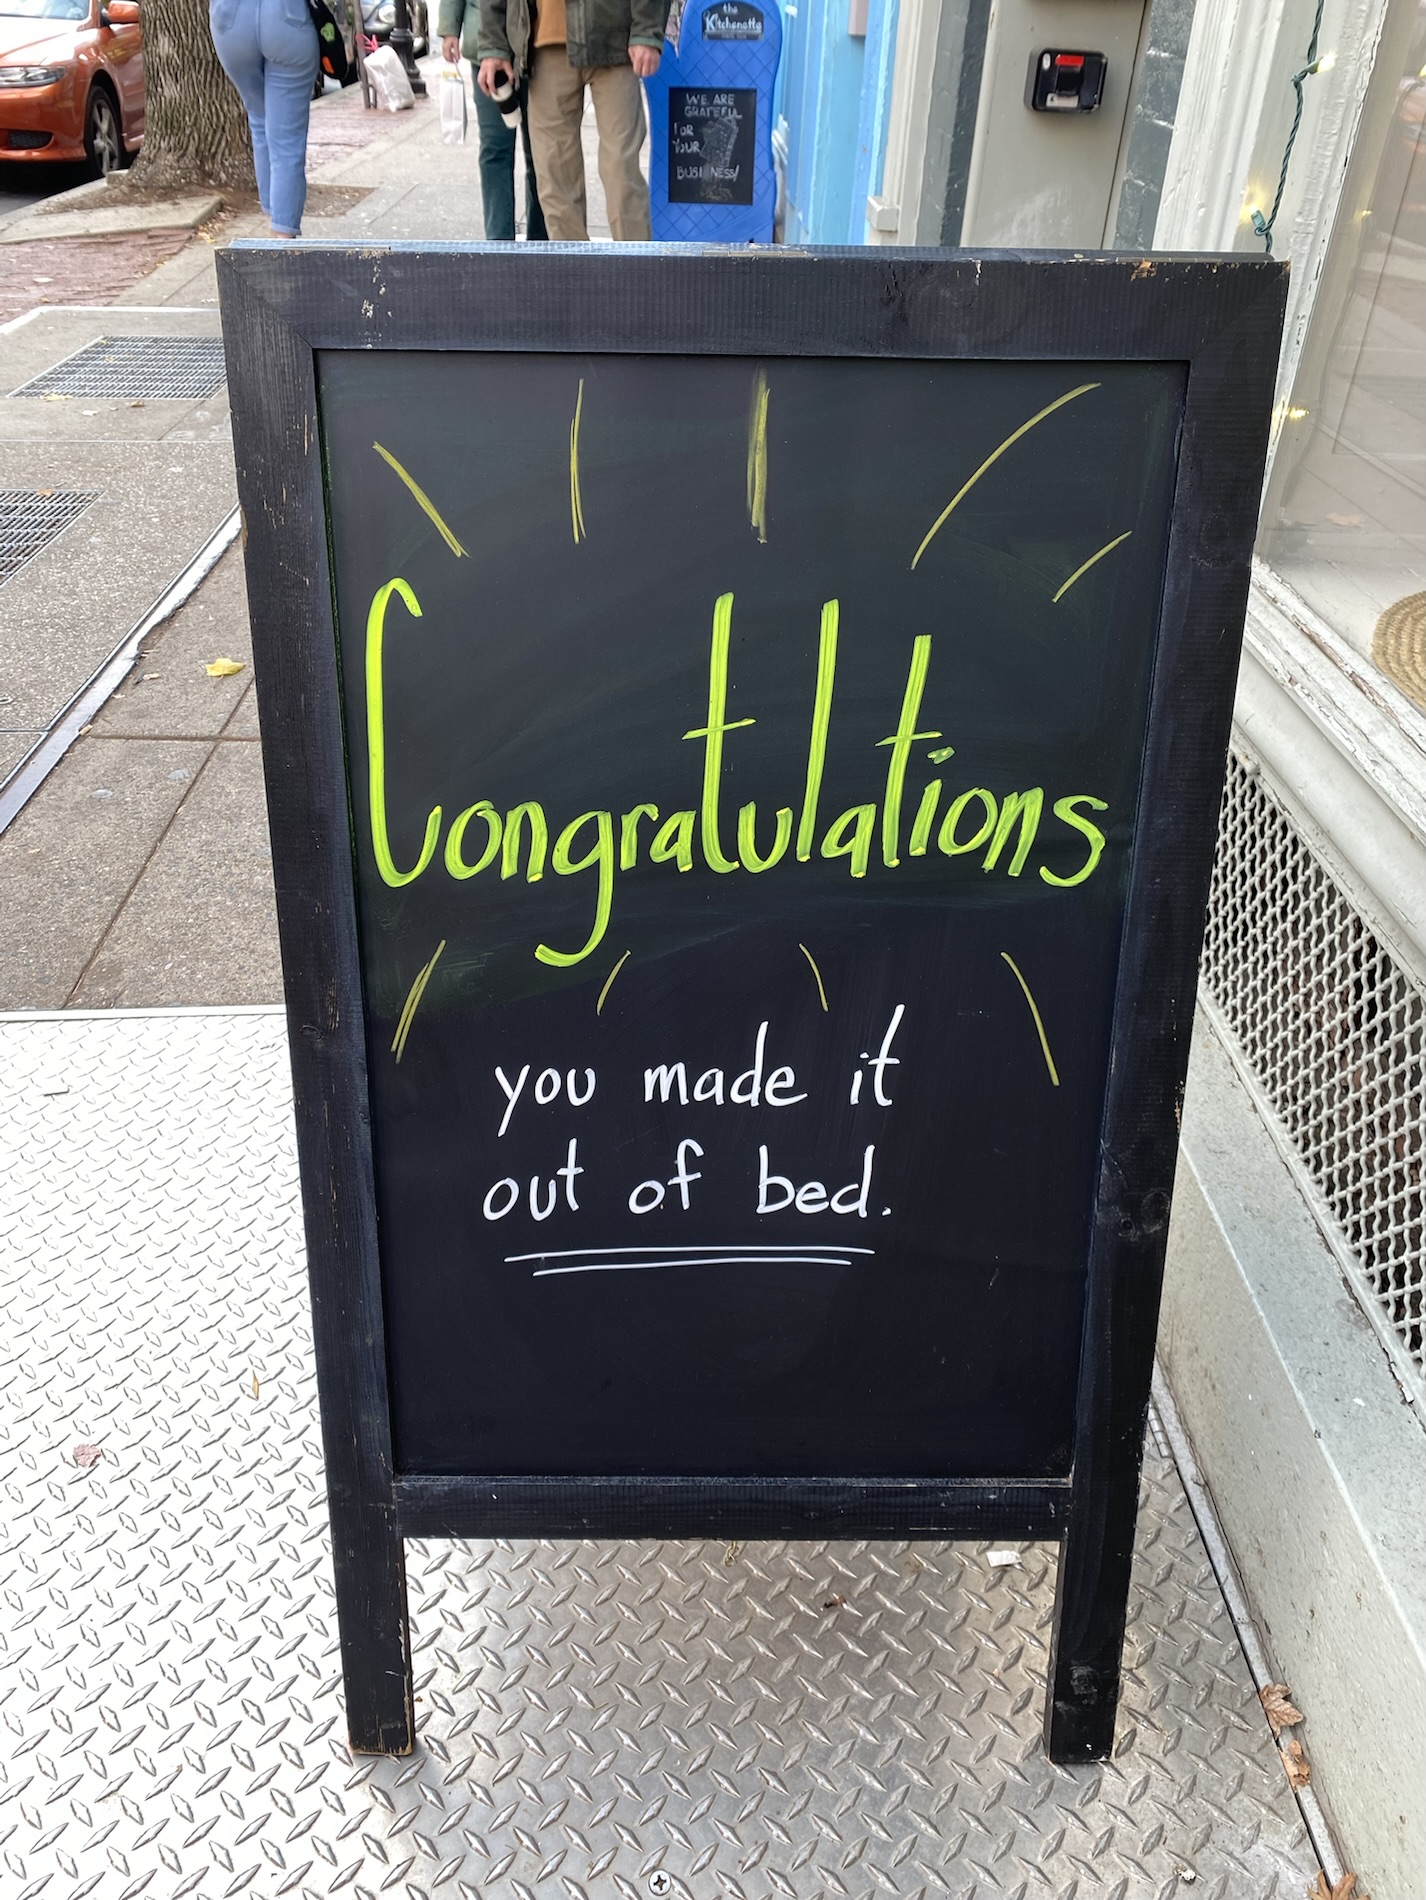 the
Kitchenette
WE ARE
GRATEFUL
FOR
YOUR
BUSINESS!
Congratulations
you made it
out of bed.